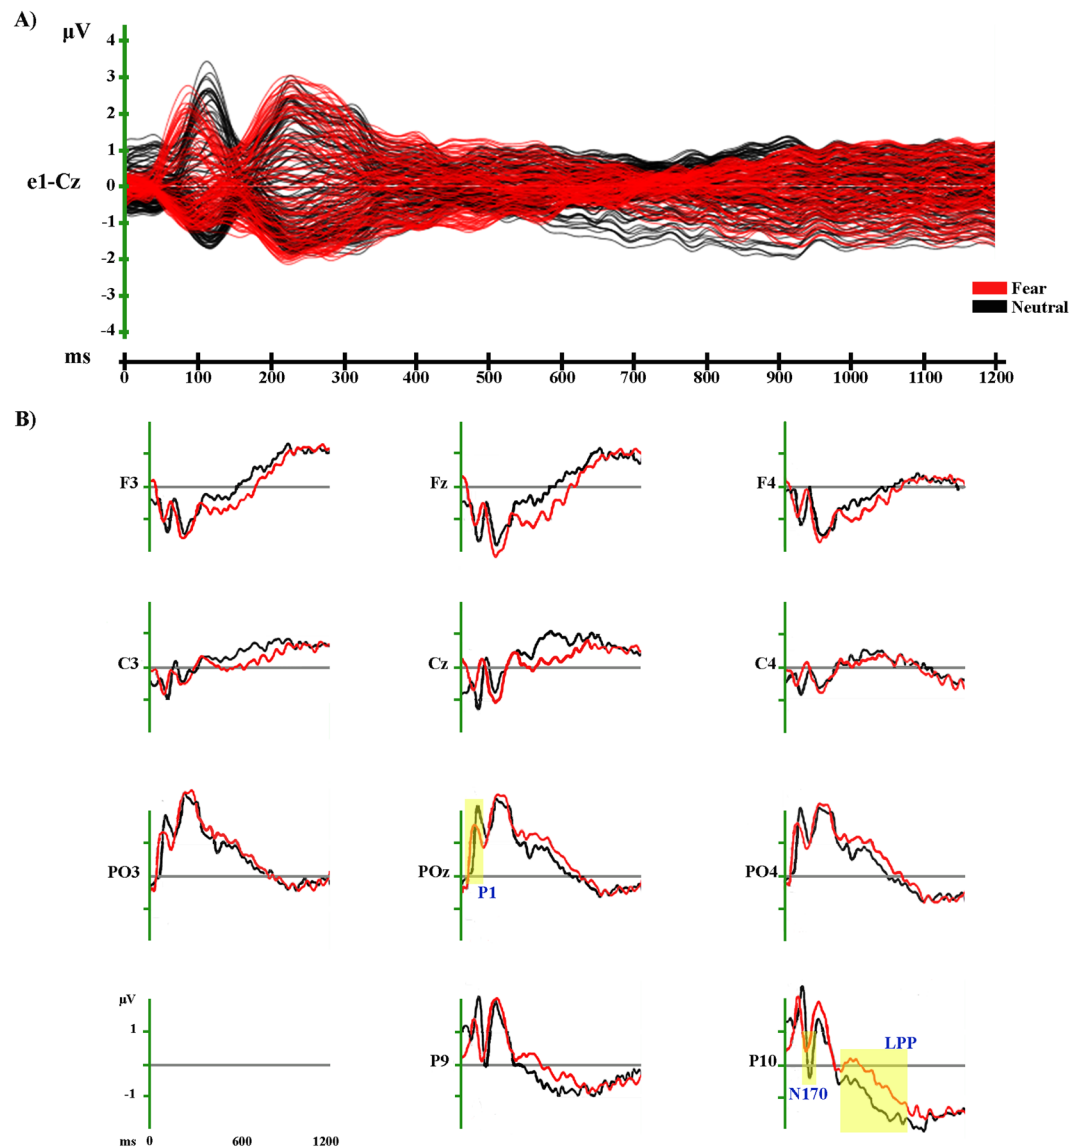 A)
µV
4
3
2
1
e1-Cz
0
-1
-2
-3
-4
Fear
Neutral
ms
0 100 200 300 400 500 600 700 800 900 1000 1100 1200
B)
F3 Fz F4
C3 Cz C4
PO3 POz PO4
P1
µV
1
-1
ms 0 600 1200
P9
P10
LPP
N170